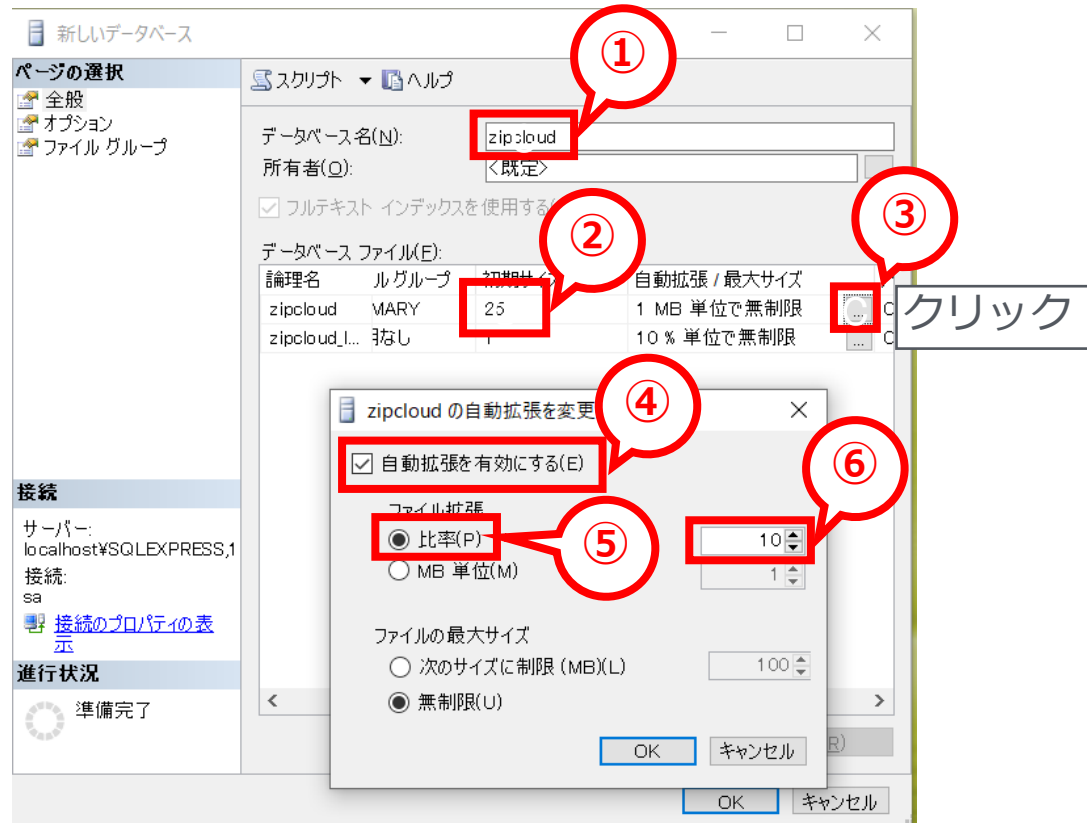 新しいデータベース
ページの選択
全般
オプション
ファイル グループ
スクリプト ヘルプ
①
データベース名(N): zipcloud
所有者(O): <既定>
フルテキスト インデックスを使用する
②
③
データベース ファイル(F):
論理名 ル グループ 初期サイズ 自動拡張 / 最大サイズ
zipcloud MARY 25 1 MB 単位で無制限 ... C
クリック
zipcloud_l... なし 1 10 % 単位で無制限 ... C
zipcloud の自動拡張を変更
④
自動拡張を有効にする(E)
⑥
ファイル拡張
比率(P) 10
⑤
MB 単位(M) 1
ファイルの最大サイズ
次のサイズに制限 (MB)(L) 100
無制限(U)
OK キャンセル
接続
サーバー:
localhost¥SQLEXPRESS,1
接続:
sa
接続のプロパティの表
示
進行状況
準備完了
R)
OK キャンセル